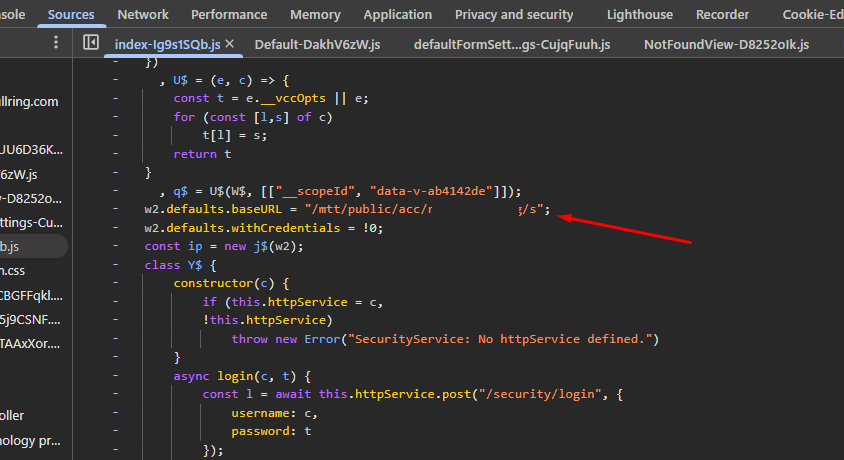 nsole Sources Network Performance Memory Application Privacy and security Lighthouse Recorder Cookie-Ed
index-Ig9s1SQb.js × Default-DakhV6zW.js defaultFormSett...gs-CujqFuuh.js NotFoundView-D8252oIk.js
})
, U$ = (e, c) => {
const t = e.__vccOpts || e;
for (const [l,s] of c)
t[l] = s;
return t
}
, q$ = U$(W$, [["__scopeId", "data-v-ab4142de"]]);
w2.defaults.baseURL = "/mtt/public/acc/r g/s";
w2.defaults.withCredentials = !0;
const ip = new j$(w2);
class Y$ {
constructor(c) {
if (this.httpService = c,
!this.httpService)
throw new Error("SecurityService: No httpService defined.")
}
async login(c, t) {
const l = await this.httpService.post("/security/login", {
username: c,
password: t
});
ullring.com
UU6D36K...
/6zW.js
w-D8252o...
ttings-Cu...
b.js
m.css
CBGFFqkl....
5j9CSNF....
TAAxXor....
oller
nology pr...